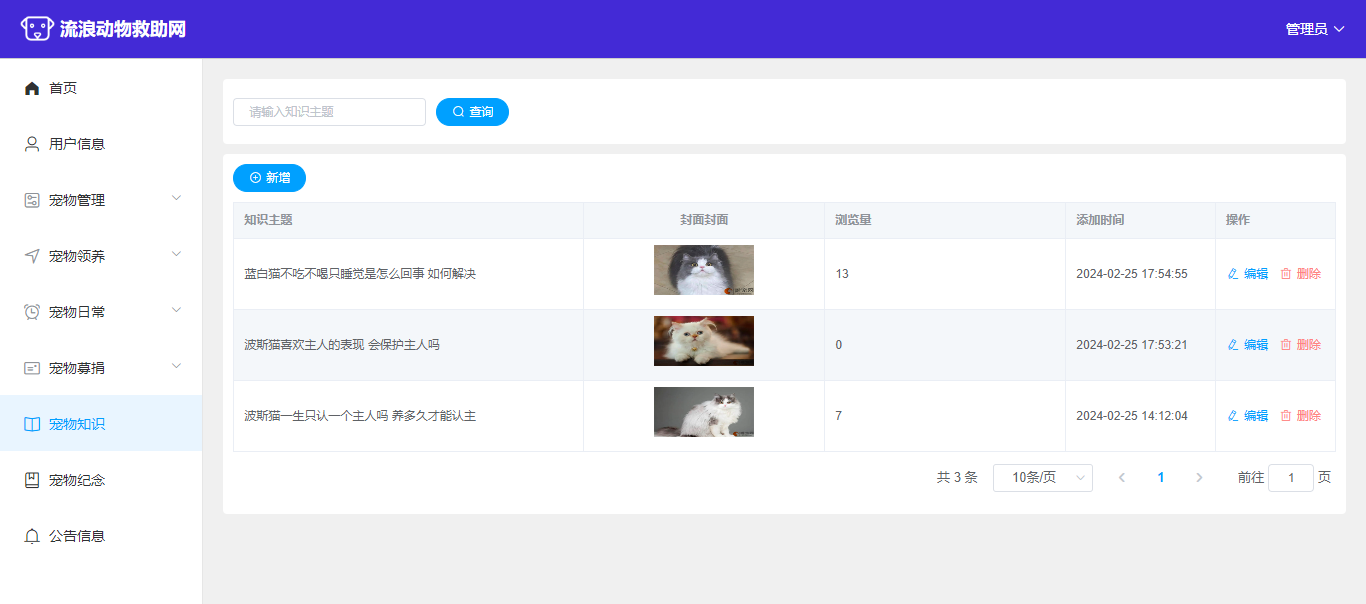 流浪动物救助网
管理员
首页
用户信息
宠物管理
宠物领养
宠物日常
宠物募捐
宠物知识
宠物纪念
公告信息
请输入知识主题
查询
新增
知识主题 封面封面 浏览量 添加时间 操作
蓝白猫不吃不喝只睡觉是怎么回事 如何解决 13 2024-02-25 17:54:55 编辑 删除
波斯猫喜欢主人的表现 会保护主人吗 0 2024-02-25 17:53:21 编辑 删除
波斯猫一生只认一个主人吗 养多久才能认主 7 2024-02-25 14:12:04 编辑 删除
共 3 条 10条/页 1 前往 1 页